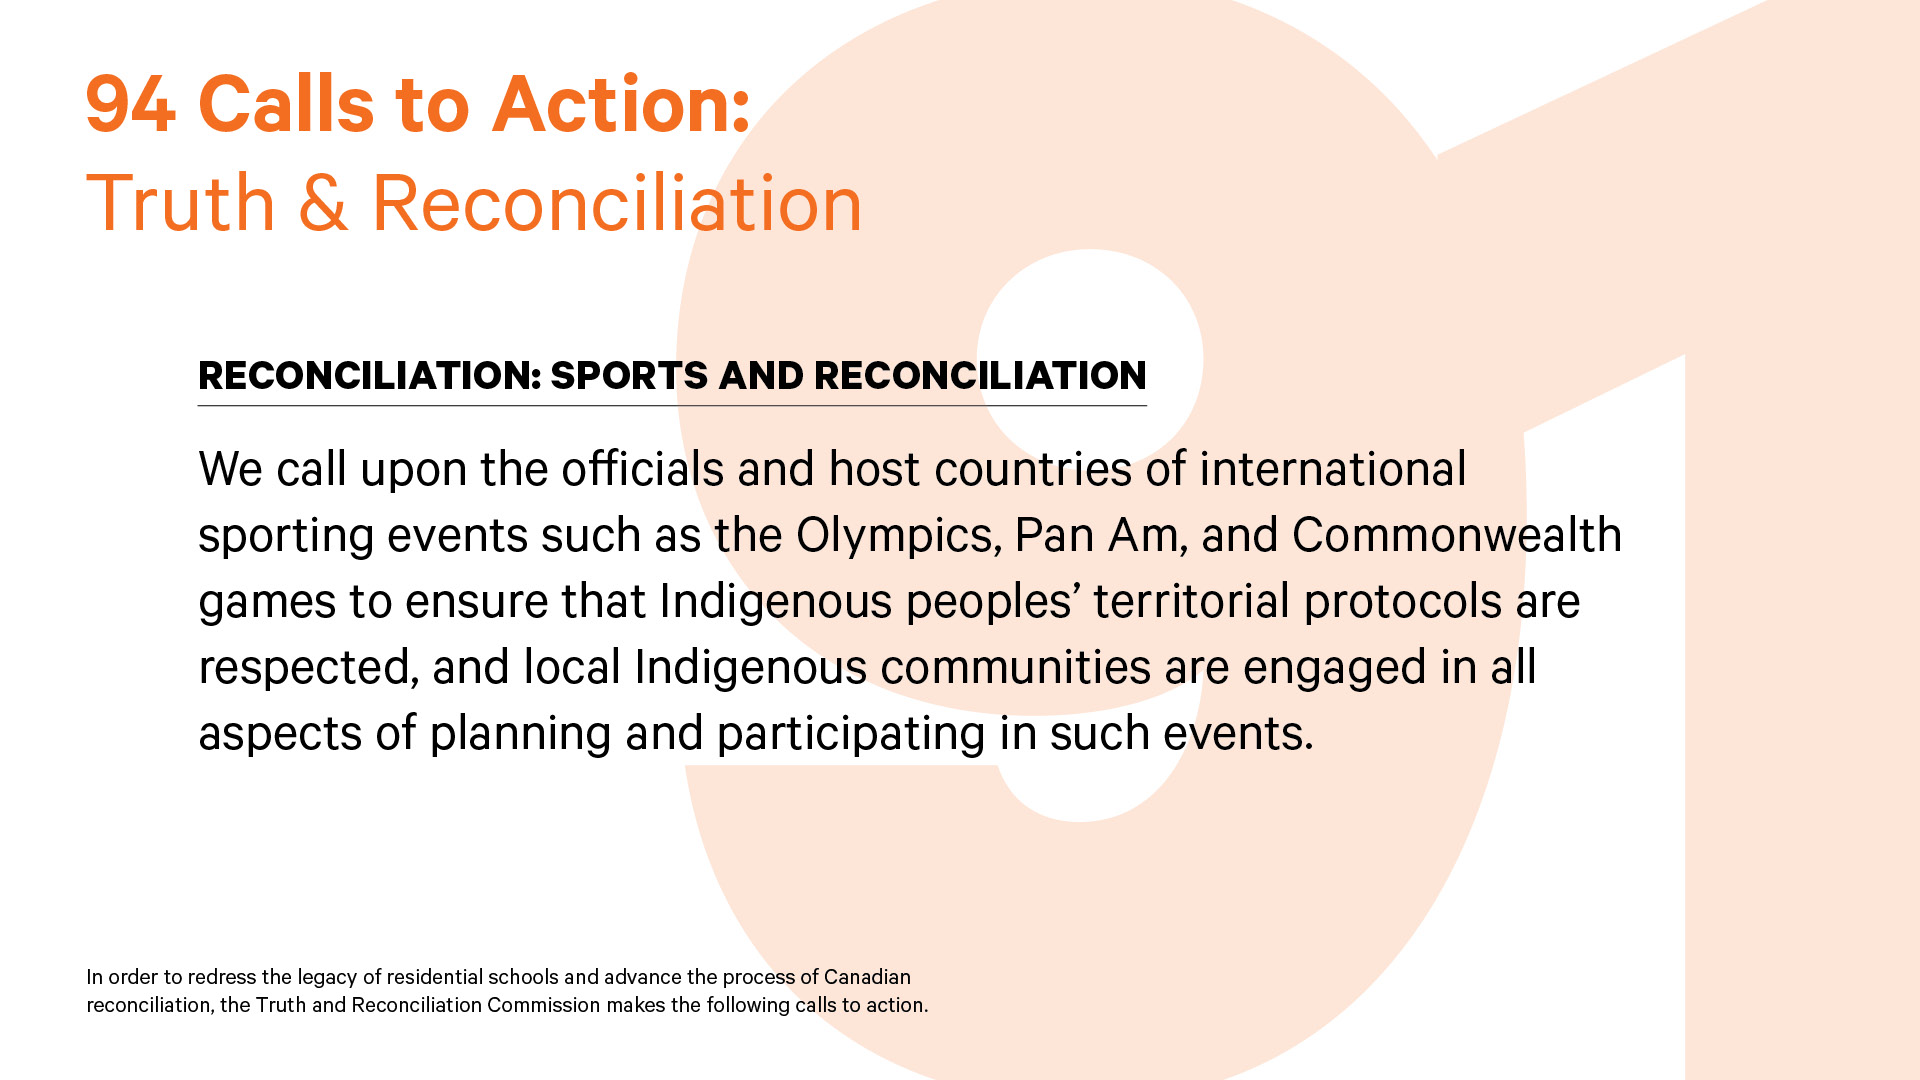 94 Calls to Action:
Truth & Reconciliation
91
RECONCILIATION: SPORTS AND RECONCILIATION
We call upon the officials and host countries of international
sporting events such as the Olympics, Pan Am, and Commonwealth
games to ensure that Indigenous peoples’ territorial protocols are
respected, and local Indigenous communities are engaged in all
aspects of planning and participating in such events.
In order to redress the legacy of residential schools and advance the process of Canadian
reconciliation, the Truth and Reconciliation Commission makes the following calls to action.